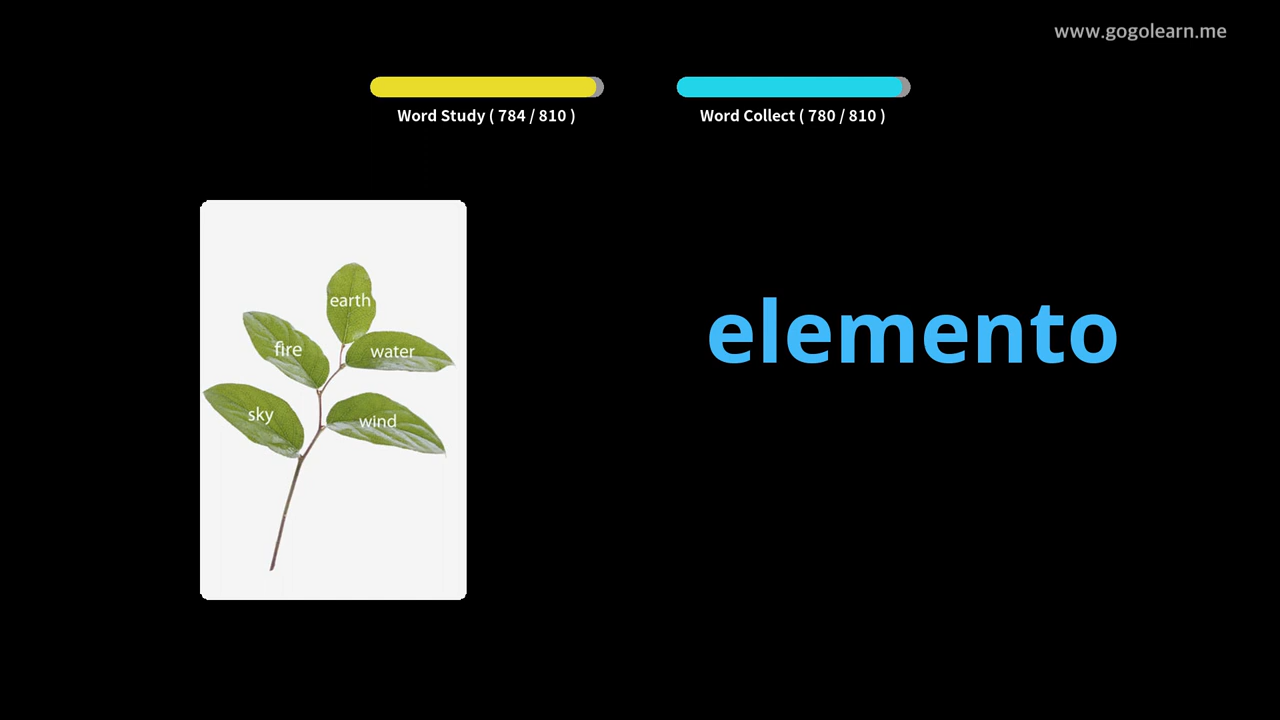 www.gogolearn.me
Word Study ( 784 / 810 )
Word Collect ( 780 / 810 )
earth
fire
water
sky
wind
elemento